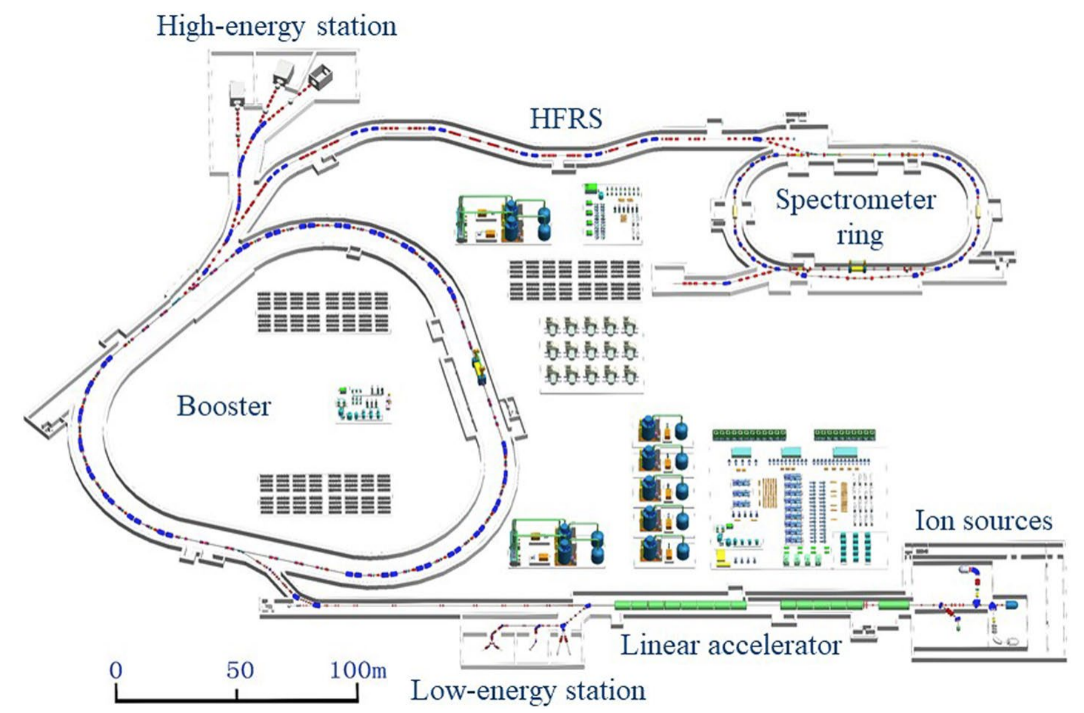 High-energy station
HFRS
Spectrometer
ring
Booster
Ion sources
Linear accelerator
Low-energy station
0 50 100m